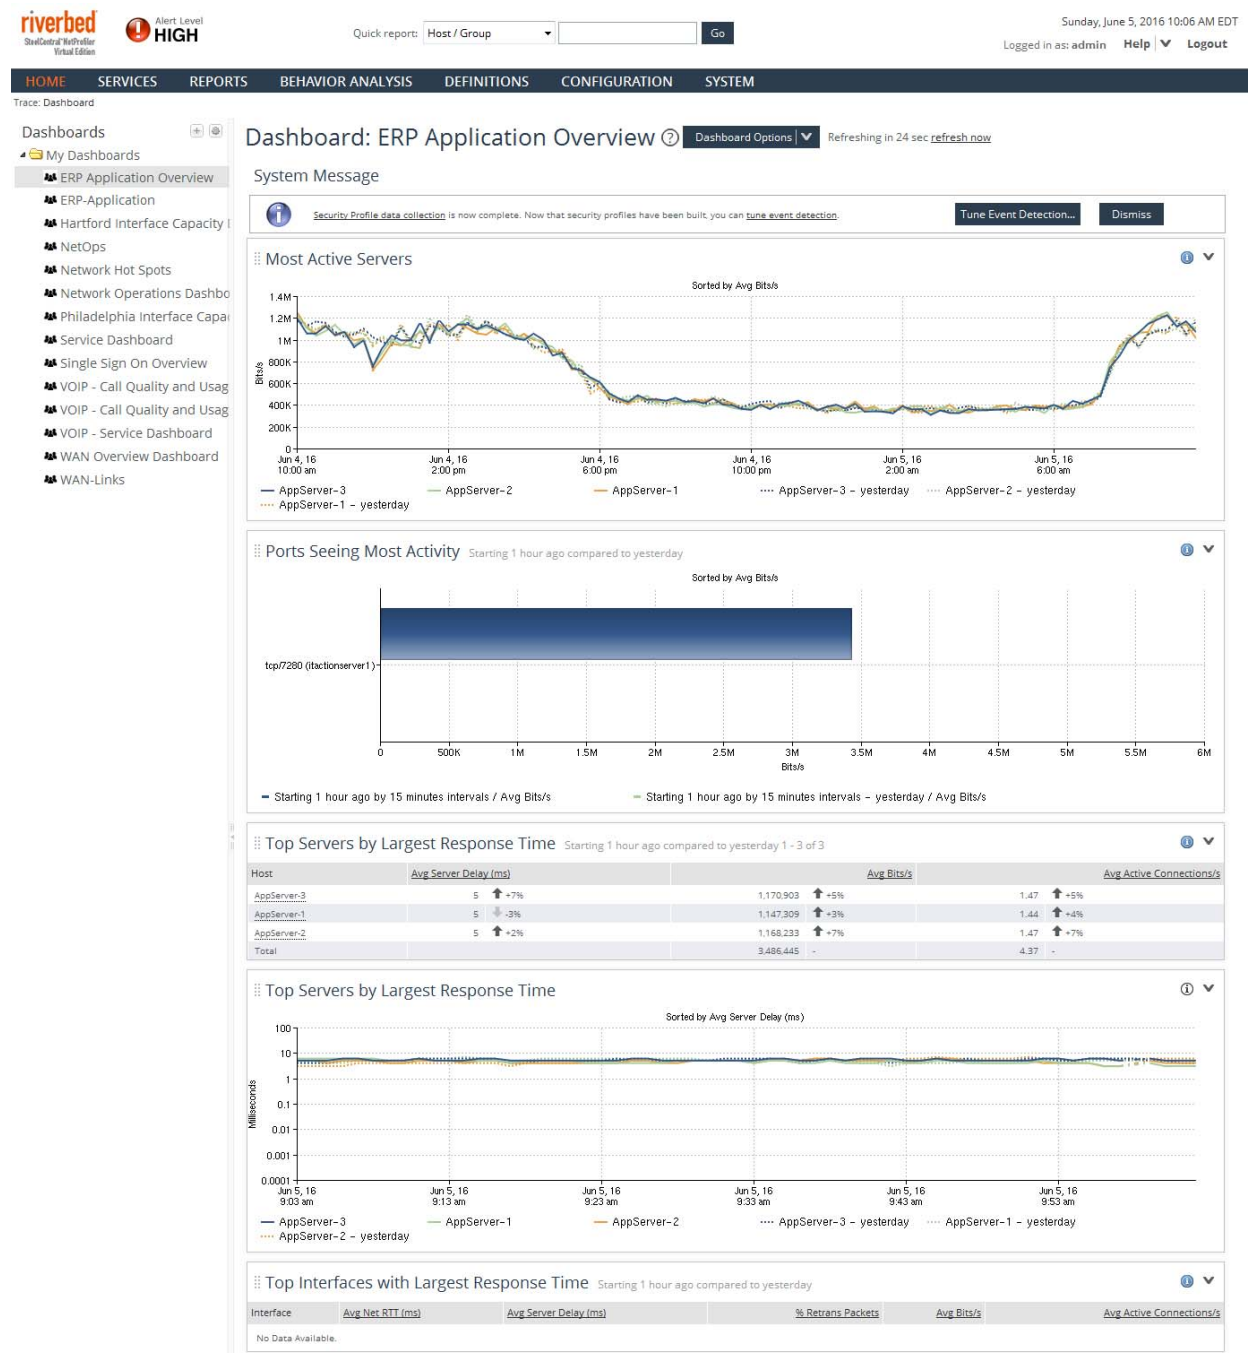 riverbed
SteelCentral™NetProfiler
Virtual Edition
Alert Level
HIGH
Quick report: Host / Group Go
Sunday, June 5, 2016 10:06 AM EDT
Logged in as: admin Help Logout
HOME SERVICES REPORTS BEHAVIOR ANALYSIS DEFINITIONS CONFIGURATION SYSTEM
Trace: Dashboard
Dashboards
My Dashboards
ERP Application Overview
ERP-Application
Hartford Interface Capacity
NetOps
Network Hot Spots
Network Operations Dashbo
Philadelphia Interface Capa
Service Dashboard
Single Sign On Overview
VOIP - Call Quality and Usag
VOIP - Call Quality and Usag
VOIP - Service Dashboard
WAN Overview Dashboard
WAN-Links
Dashboard: ERP Application Overview ? Dashboard Options Refreshing in 24 sec refresh now
System Message
Security Profile data collection is now complete. Now that security profiles have been built, you can tune event detection. Tune Event Detection... Dismiss
Most Active Servers
Sorted by Avg Bits/s
1.4M
1.2M
1M
800K
600K
400K
200K
0
Bits/s
Jun 4, 16 Jun 4, 16 Jun 4, 16 Jun 4, 16 Jun 5, 16 Jun 5, 16
10:00 am 2:00 pm 6:00 pm 10:00 pm 2:00 am 6:00 am
AppServer-3 AppServer-2 AppServer-1 AppServer-3 - yesterday AppServer-2 - yesterday
AppServer-1 - yesterday
Ports Seeing Most Activity Starting 1 hour ago compared to yesterday
Sorted by Avg Bits/s
tcp/7280 (itactionserver1)
0 500K 1M 1.5M 2M 2.5M 3M 3.5M 4M 4.5M 5M 5.5M 6M
Bits/s
Starting 1 hour ago by 15 minutes intervals / Avg Bits/s Starting 1 hour ago by 15 minutes intervals - yesterday / Avg Bits/s
Top Servers by Largest Response Time Starting 1 hour ago compared to yesterday 1 - 3 of 3
Host Avg Server Delay (ms) Avg Bits/s Avg Active Connections/s
AppServer-3 5 +7% 1,170,903 +5% 1.47 +5%
AppServer-1 5 -3% 1,147,309 +3% 1.44 +4%
AppServer-2 5 +2% 1,168,233 +7% 1.47 +7%
Total 3,486,445 - 4.37 -
Top Servers by Largest Response Time
Sorted by Avg Server Delay (ms)
100
10
1
0.1
0.01
0.001
0.0001
Milliseconds
Jun 5, 16 Jun 5, 16 Jun 5, 16 Jun 5, 16 Jun 5, 16 Jun 5, 16
9:03 am 9:13 am 9:23 am 9:33 am 9:43 am 9:53 am
AppServer-3 AppServer-1 AppServer-2 AppServer-3 - yesterday AppServer-1 - yesterday
AppServer-2 - yesterday
Top Interfaces with Largest Response Time Starting 1 hour ago compared to yesterday
Interface Avg Net RTT (ms) Avg Server Delay (ms) % Retrans Packets Avg Bits/s Avg Active Connections/s
No Data Available.